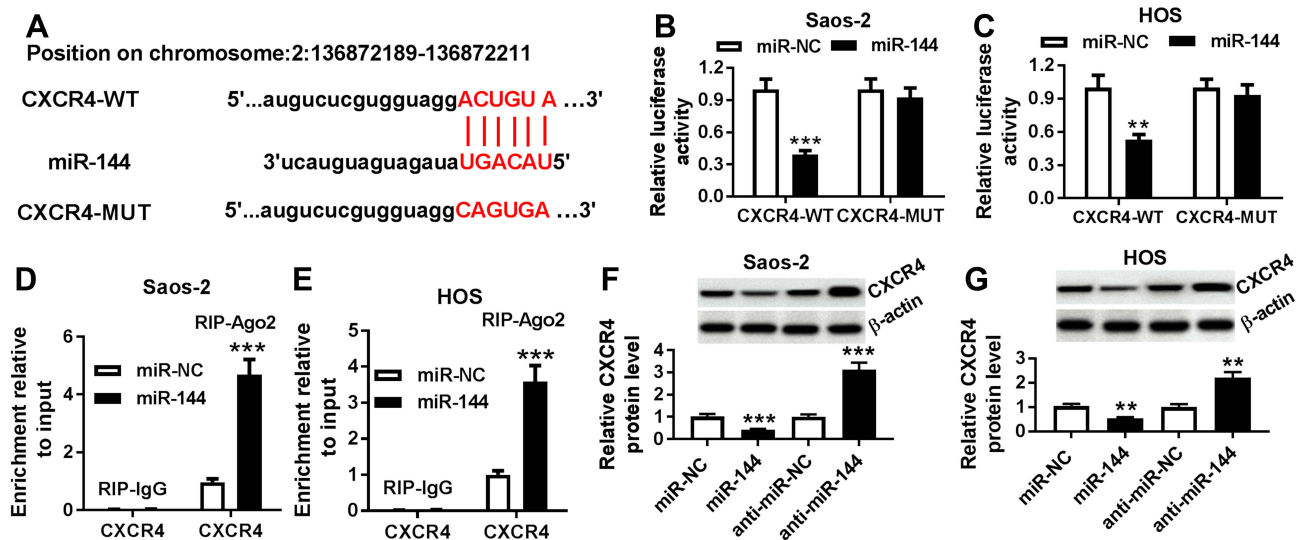 A
Position on chromosome:2:136872189-136872211
CXCR4-WT 5'...augucucgugguaggACUGU A ...3'
miR-144 3'ucauguaguagauaUGACAU5'
CXCR4-MUT 5'...augucucgugguaggCAGUGA ...3'
B
Saos-2
miR-NC miR-144
Relative luciferase
activity
1.2
0.9
0.6
0.3
0.0
***
CXCR4-WT CXCR4-MUT
C
HOS
miR-NC miR-144
Relative luciferase
activity
1.2
0.9
0.6
0.3
0.0
**
CXCR4-WT CXCR4-MUT
D
Saos-2
RIP-Ago2
Enrichment relative
to input
6
4
2
0
miR-NC
miR-144
***
RIP-IgG
CXCR4 CXCR4
E
HOS
RIP-Ago2
Enrichment relative
to input
5
4
3
2
1
0
miR-NC
miR-144
***
RIP-IgG
CXCR4 CXCR4
F
Saos-2
CXCR4
β-actin
Relative CXCR4
protein level
4
3
2
1
0
***
***
miR-NC
miR-144
anti-miR-NC
anti-miR-144
G
HOS
CXCR4
β-actin
Relative CXCR4
protein level
3
2
1
0
**
**
miR-NC
miR-144
anti-miR-NC
anti-miR-144